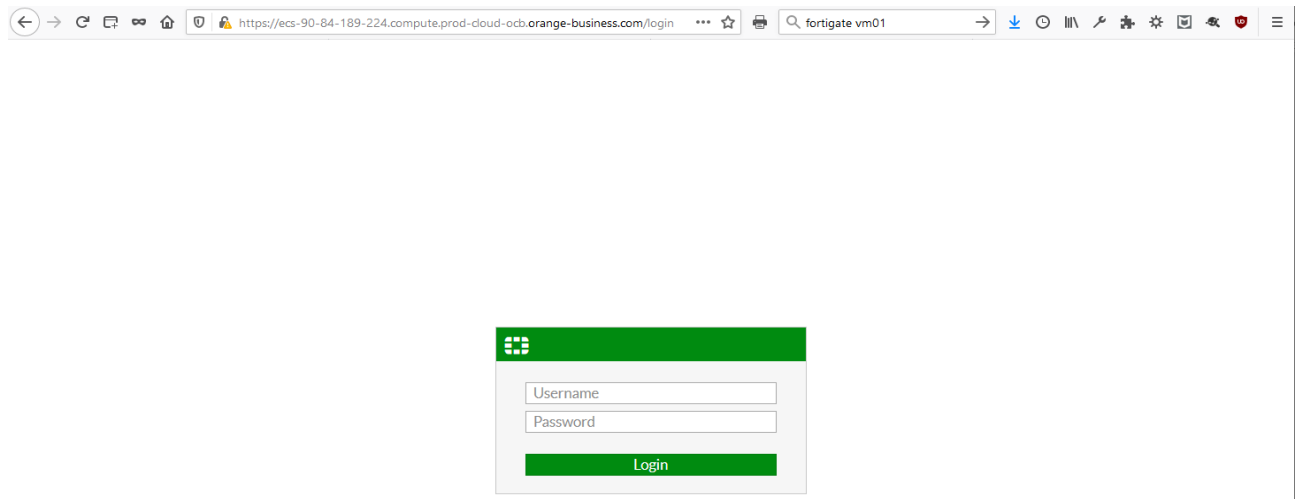 https://ecs-90-84-189-224.compute.prod-cloud-ocb.orange-business.com/login
fortigate vm01
Username
Password
Login